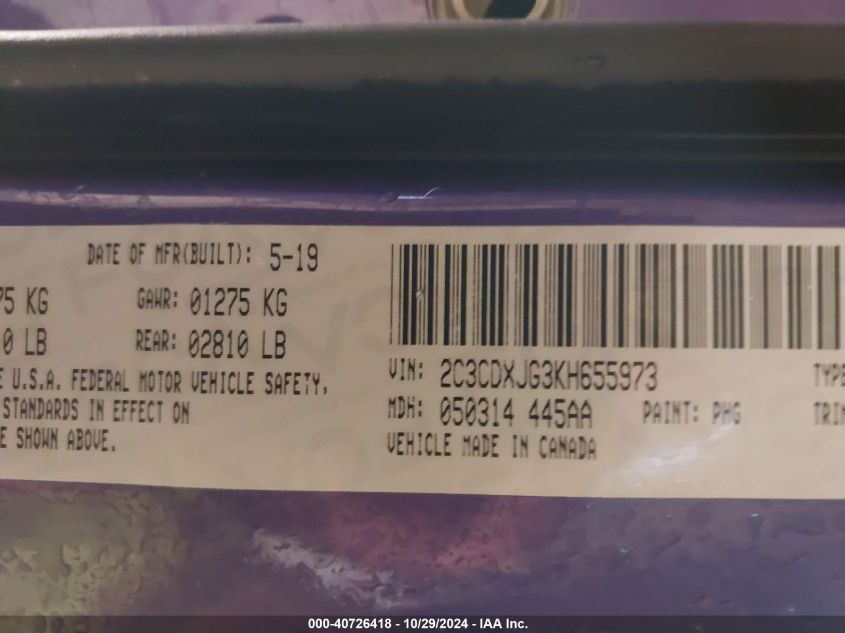 DATE OF MFR(BUILT): 5-19
75 KG GAWR: 01275 KG
0 LB REAR: 02810 LB
E U.S.A. FEDERAL MOTOR VEHICLE SAFETY,
STANDARDS IN EFFECT ON
E SHOWN ABOVE.
VIN: 2C3CDXJG3KH655973 TYPE
MDH: 050314 445AA PAINT: PHG TRIM
VEHICLE MADE IN CANADA
000-40726418 - 10/29/2024 - IAA Inc.